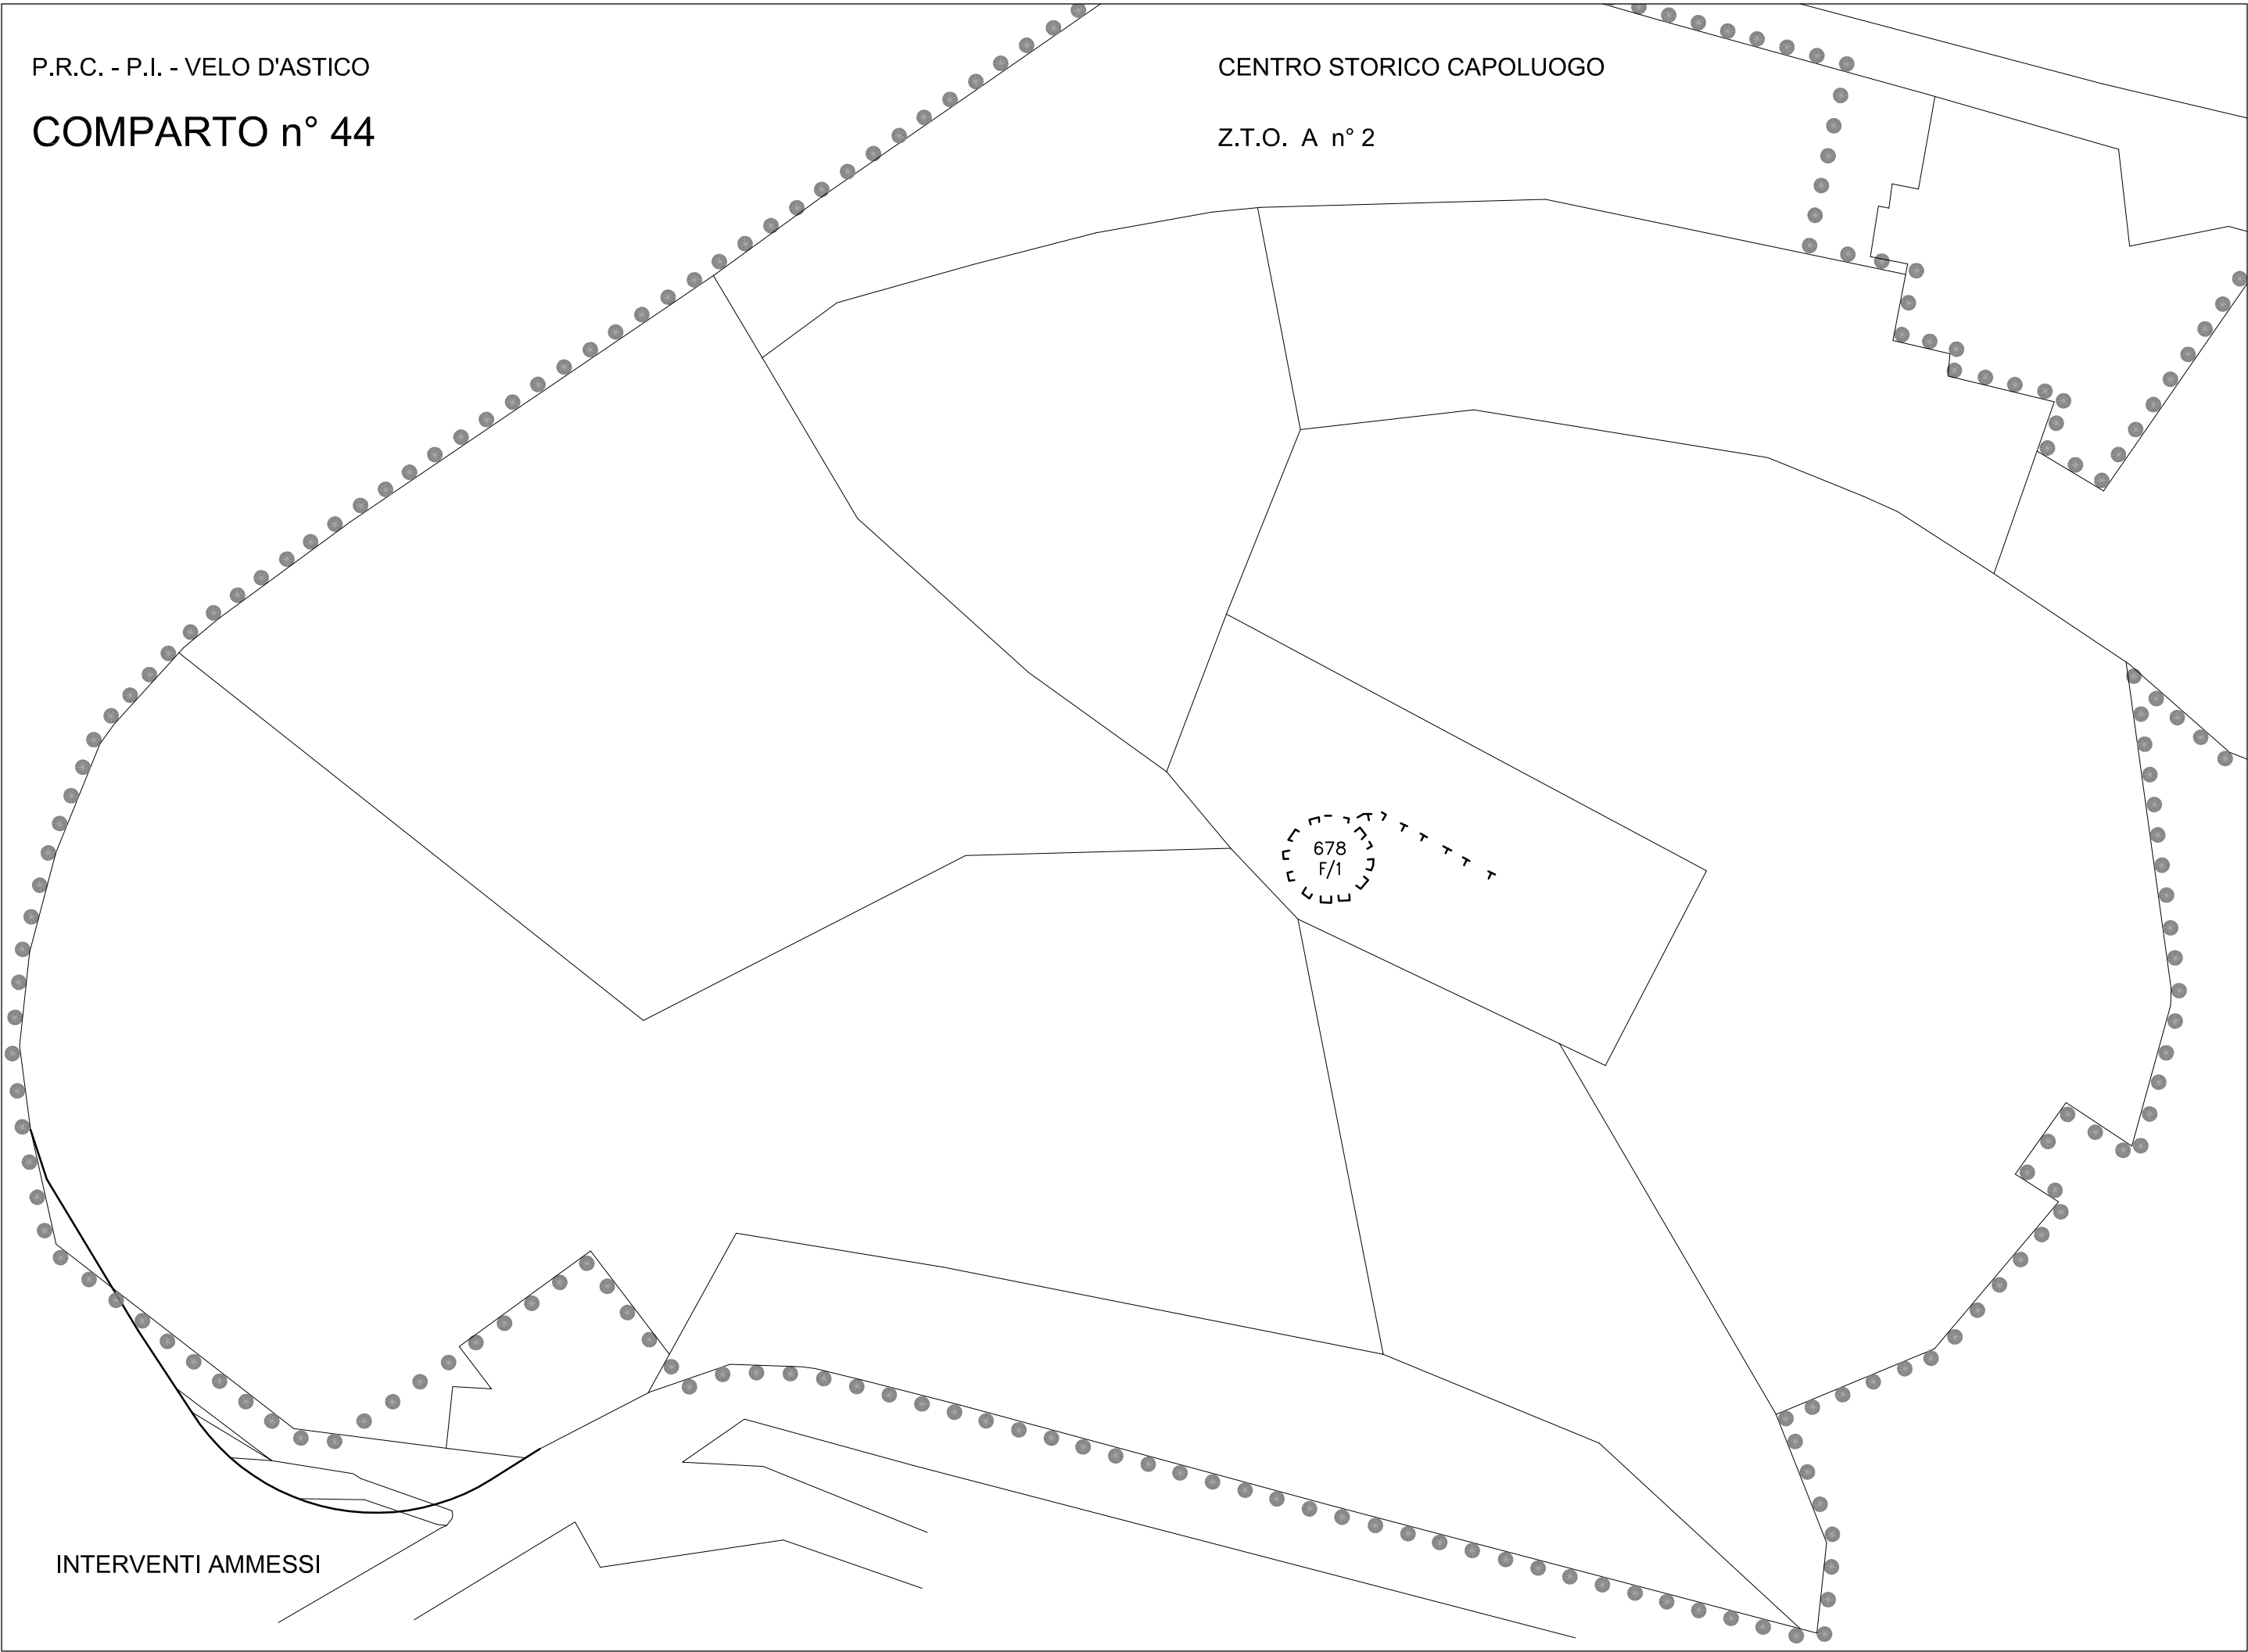 P.R.C. - P.I. - VELO D'ASTICO
COMPARTO n° 44
CENTRO STORICO CAPOLUOGO
Z.T.O. A n° 2
678
F/1
INTERVENTI AMMESSI